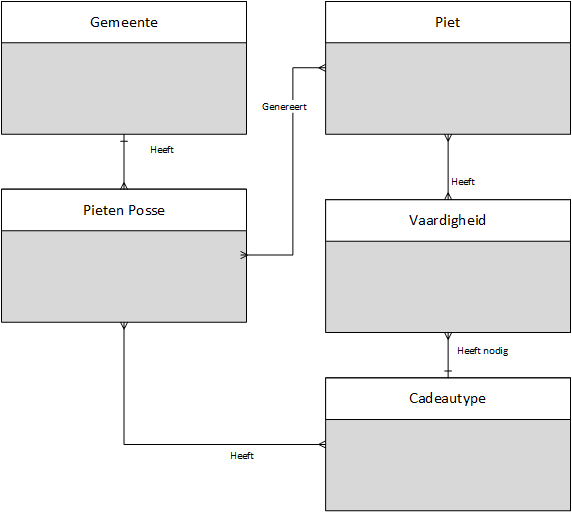 Gemeente
Piet
Genereert
Heeft
Heeft
Pieten Posse
Vaardigheid
Heeft nodig
Cadeautype
Heeft